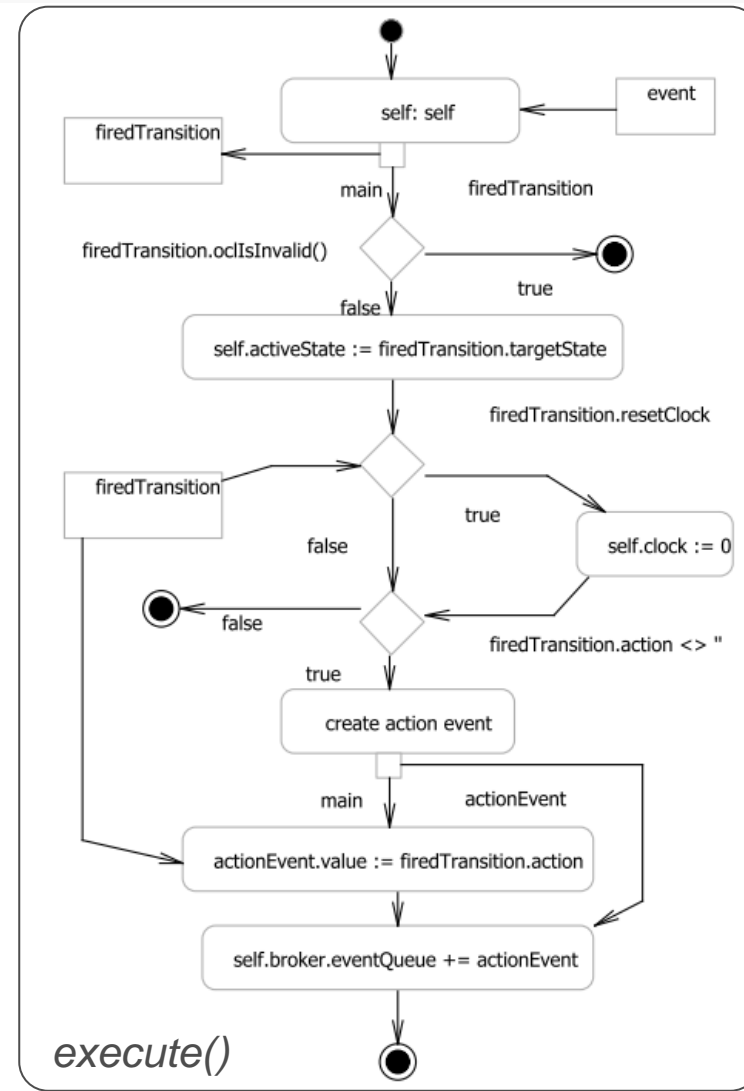 event
self: self
firedTransition
main
firedTransition
firedTransition.oclIsInvalid()
true
false
self.activeState := firedTransition.targetState
firedTransition.resetClock
firedTransition
true
false
self.clock := 0
false
firedTransition.action <> "
true
create action event
main
actionEvent
actionEvent.value := firedTransition.action
self.broker.eventQueue += actionEvent
execute()